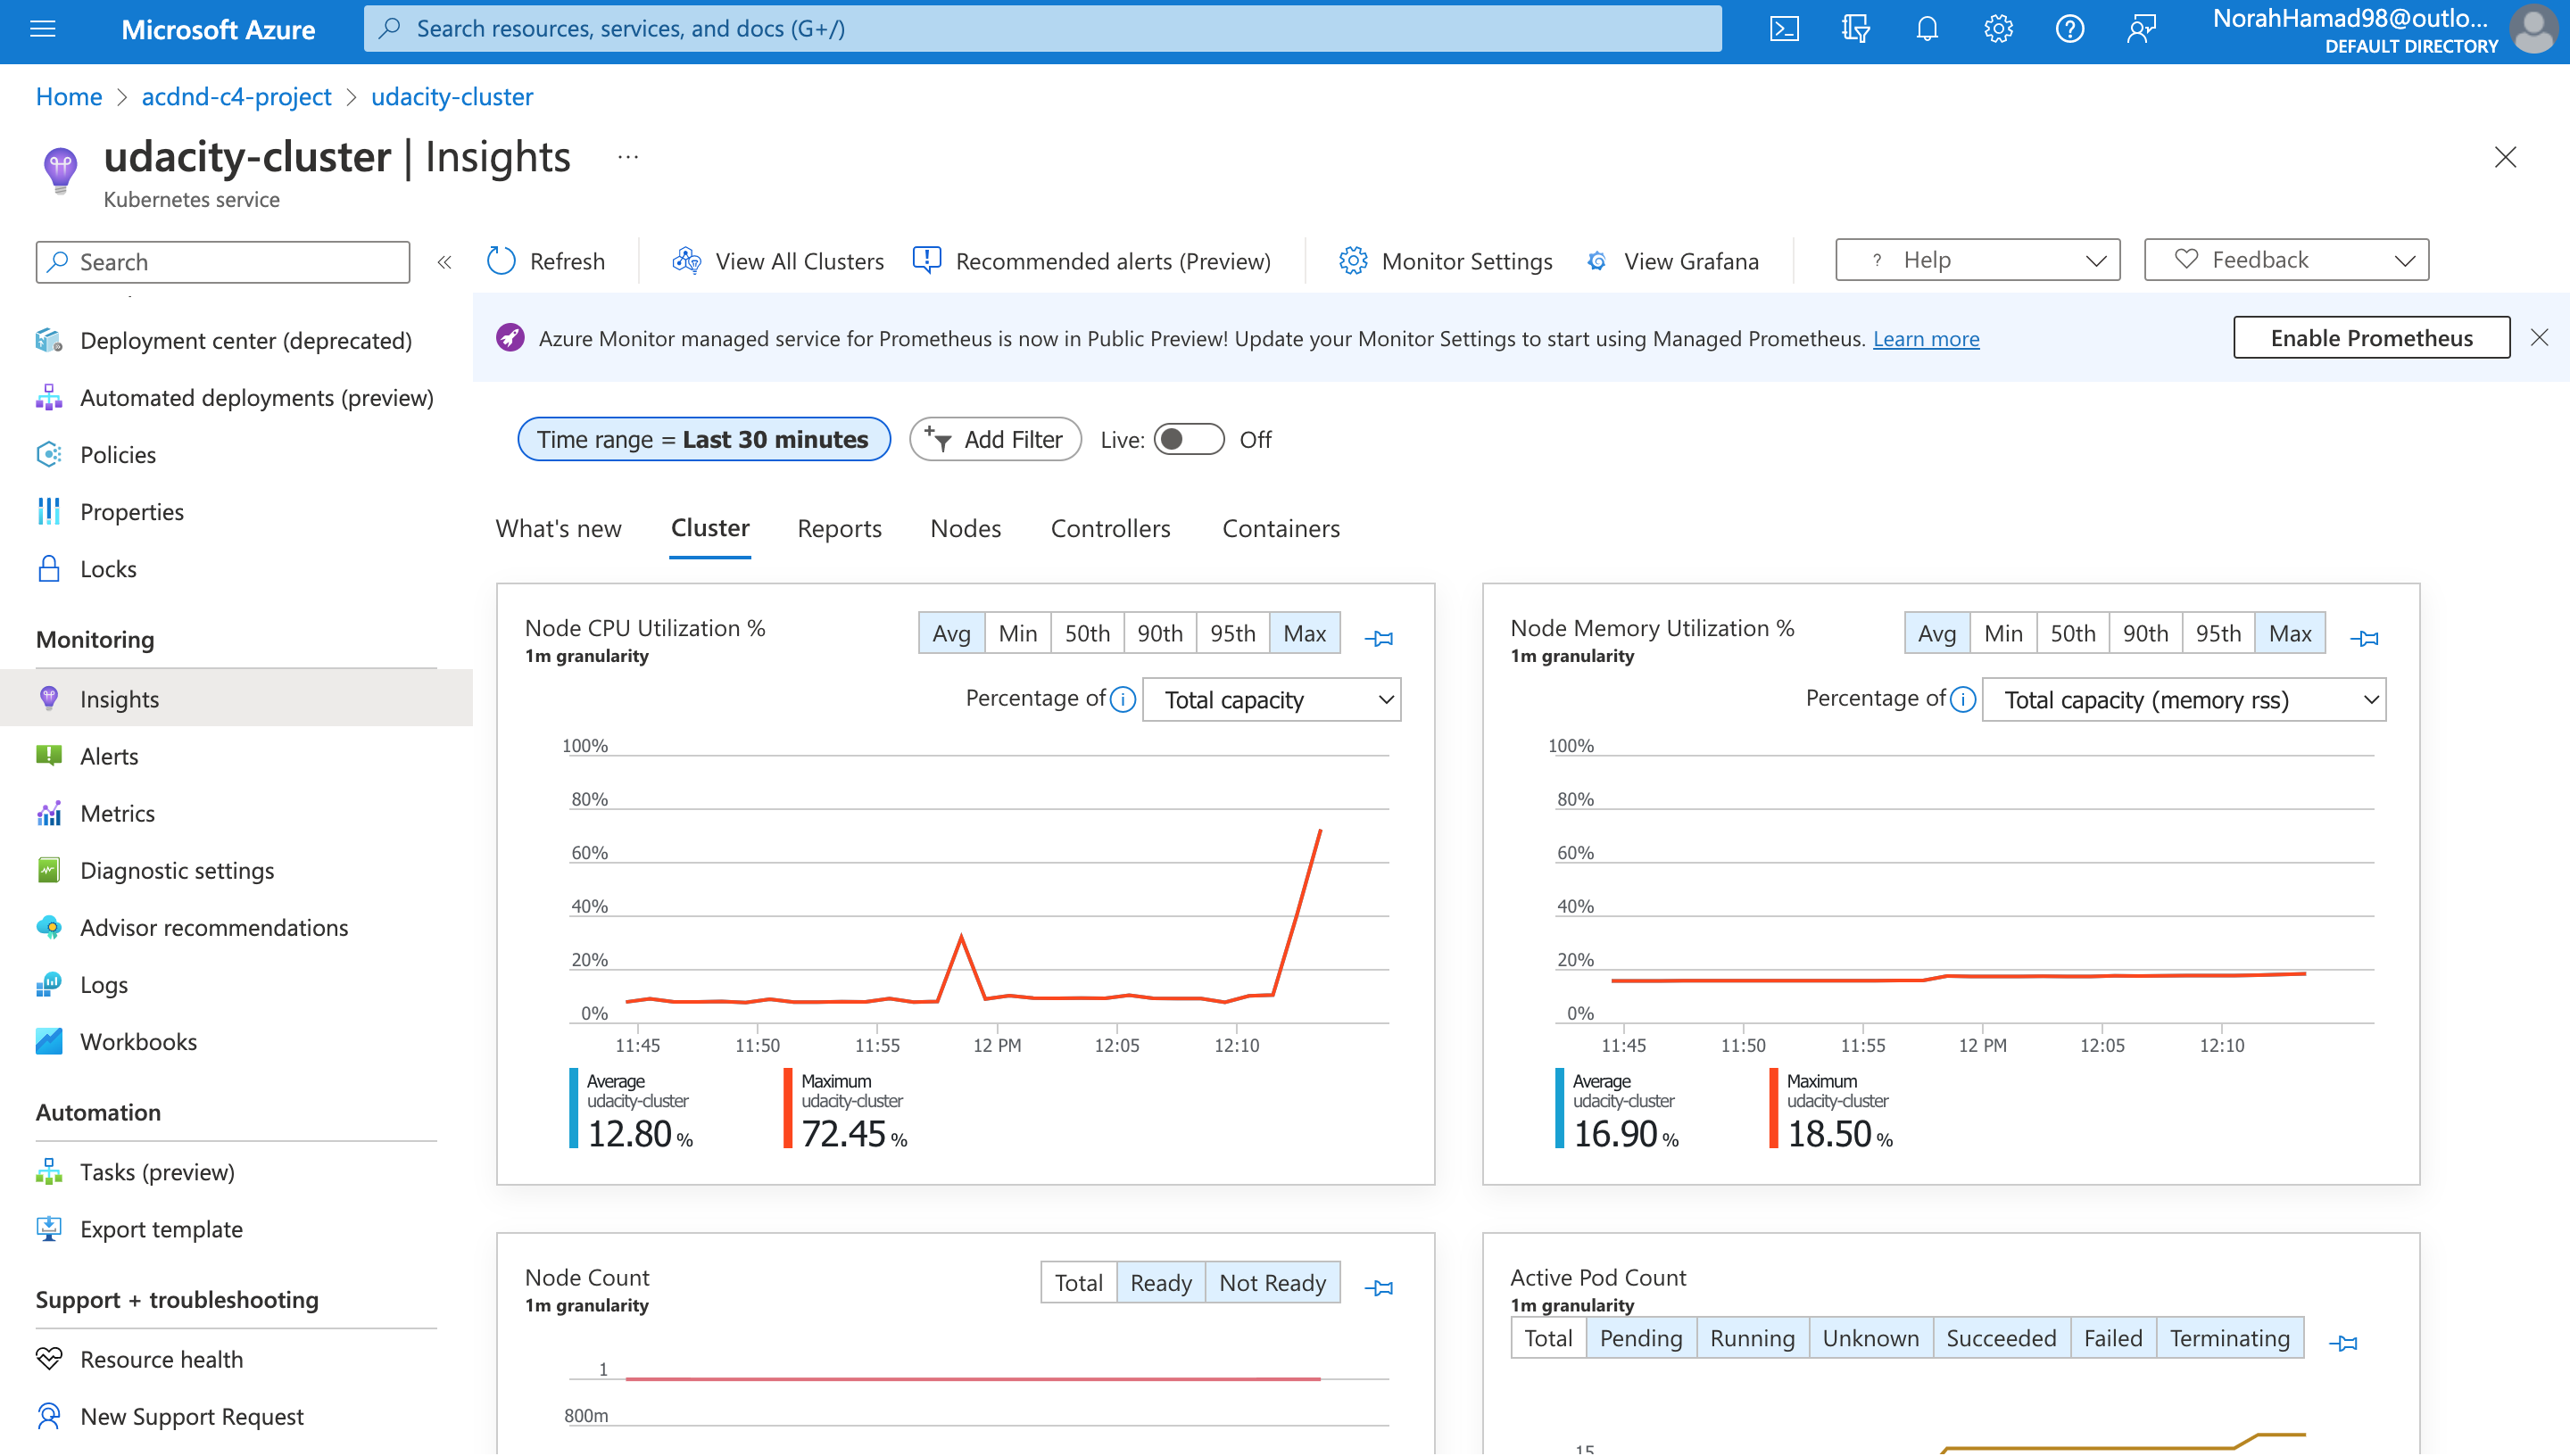 Microsoft Azure
Search resources, services, and docs (G+/)
NorahHamad98@outlo...
DEFAULT DIRECTORY
Home > acdnd-c4-project > udacity-cluster
udacity-cluster | Insights ...
Kubernetes service
Search
«
Refresh
View All Clusters
Recommended alerts (Preview)
Monitor Settings
View Grafana
? Help
Feedback
Azure Monitor managed service for Prometheus is now in Public Preview! Update your Monitor Settings to start using Managed Prometheus. Learn more
Enable Prometheus
Deployment center (deprecated)
Automated deployments (preview)
Policies
Properties
Locks
Monitoring
Insights
Alerts
Metrics
Diagnostic settings
Advisor recommendations
Logs
Workbooks
Automation
Tasks (preview)
Export template
Support + troubleshooting
Resource health
New Support Request
Time range = Last 30 minutes
Add Filter
Live: Off
What's new
Cluster
Reports
Nodes
Controllers
Containers
Node CPU Utilization %
1m granularity
Avg Min 50th 90th 95th Max
Percentage of Total capacity
100%
80%
60%
40%
20%
0%
11:45 11:50 11:55 12 PM 12:05 12:10
Average
udacity-cluster
12.80 %
Maximum
udacity-cluster
72.45 %
Node Memory Utilization %
1m granularity
Avg Min 50th 90th 95th Max
Percentage of Total capacity (memory rss)
100%
80%
60%
40%
20%
0%
11:45 11:50 11:55 12 PM 12:05 12:10
Average
udacity-cluster
16.90 %
Maximum
udacity-cluster
18.50 %
Node Count
1m granularity
Total Ready Not Ready
1
800m
Active Pod Count
1m granularity
Total Pending Running Unknown Succeeded Failed Terminating
15